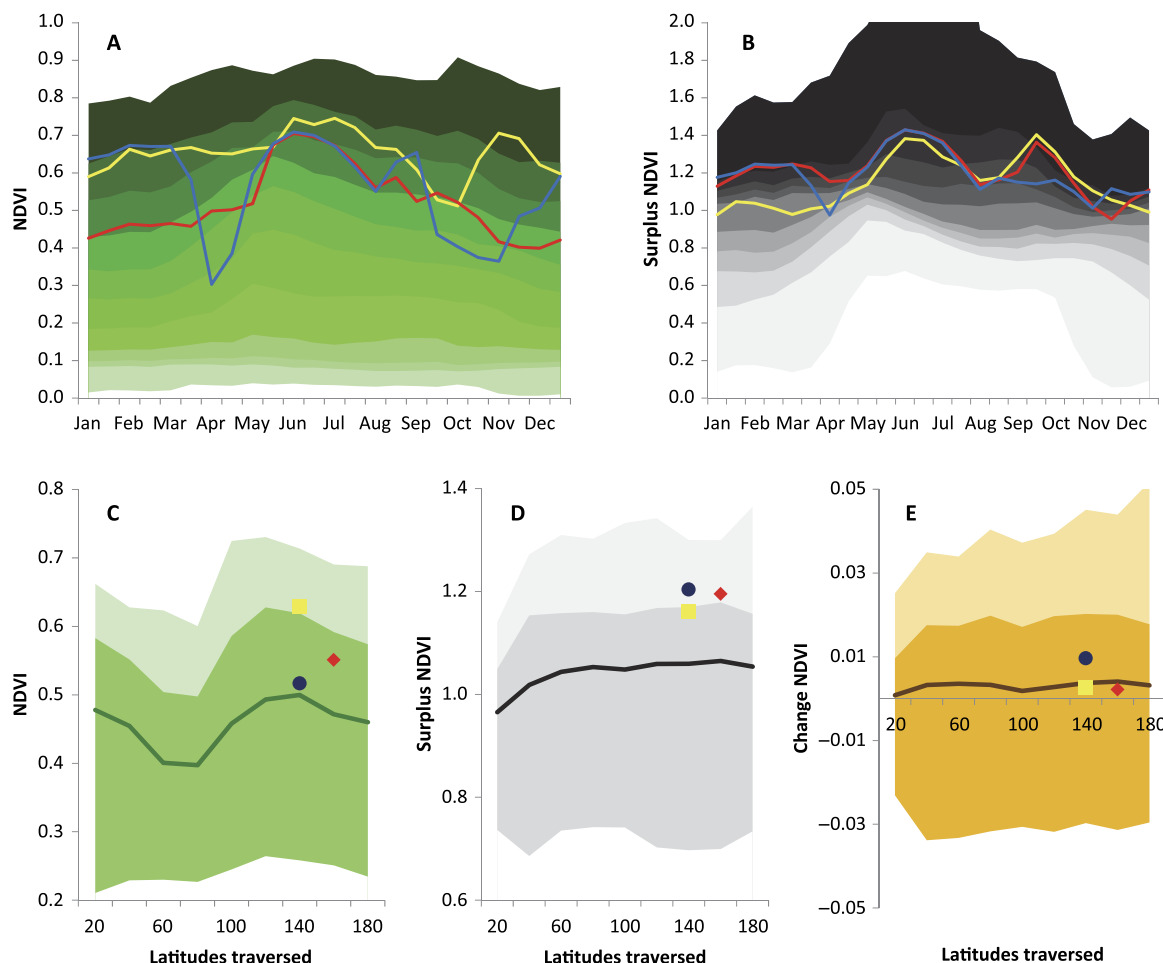 A
NDVI
1.0
0.9
0.8
0.7
0.6
0.5
0.4
0.3
0.2
0.1
0.0
Jan Feb Mar Apr May Jun Jul Aug Sep Oct Nov Dec
B
Surplus NDVI
2.0
1.8
1.6
1.4
1.2
1.0
0.8
0.6
0.4
0.2
0.0
Jan Feb Mar Apr May Jun Jul Aug Sep Oct Nov Dec
C
NDVI
0.8
0.7
0.6
0.5
0.4
0.3
0.2
20 60 100 140 180
Latitudes traversed
D
Surplus NDVI
1.4
1.2
1.0
0.8
0.6
20 60 100 140 180
Latitudes traversed
E
Change NDVI
0.05
0.03
0.01
−0.01
−0.03
−0.05
20 60 100 140 180
Latitudes traversed